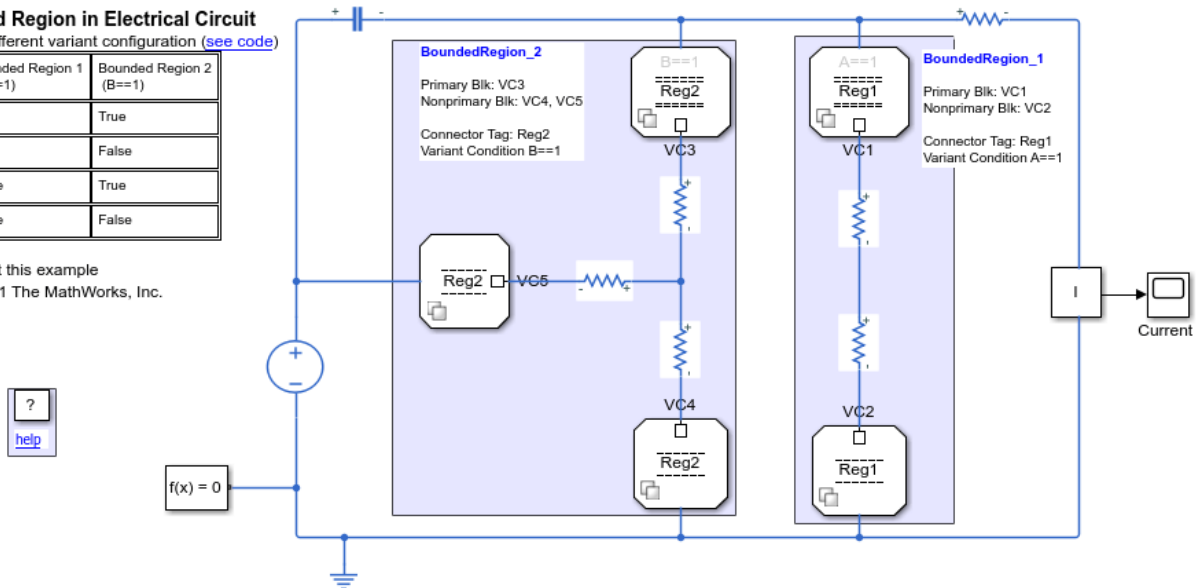 d Region in Electrical Circuit
fferent variant configuration (see code)
ded Region 1
=1)
Bounded Region 2
(B==1)
True
False
e
True
e
False
t this example
1 The MathWorks, Inc.
?
help
f(x) = 0
+
-
+
−
BoundedRegion_2
Primary Blk: VC3
Nonprimary Blk: VC4, VC5
Connector Tag: Reg2
Variant Condition B==1
B==1
Reg2
VC3
+
-
Reg2
VC5
-
+
+
-
VC4
Reg2
A==1
Reg1
VC1
+
-
+
-
VC2
Reg1
BoundedRegion_1
Primary Blk: VC1
Nonprimary Blk: VC2
Connector Tag: Reg1
Variant Condition A==1
+
-
I
Current